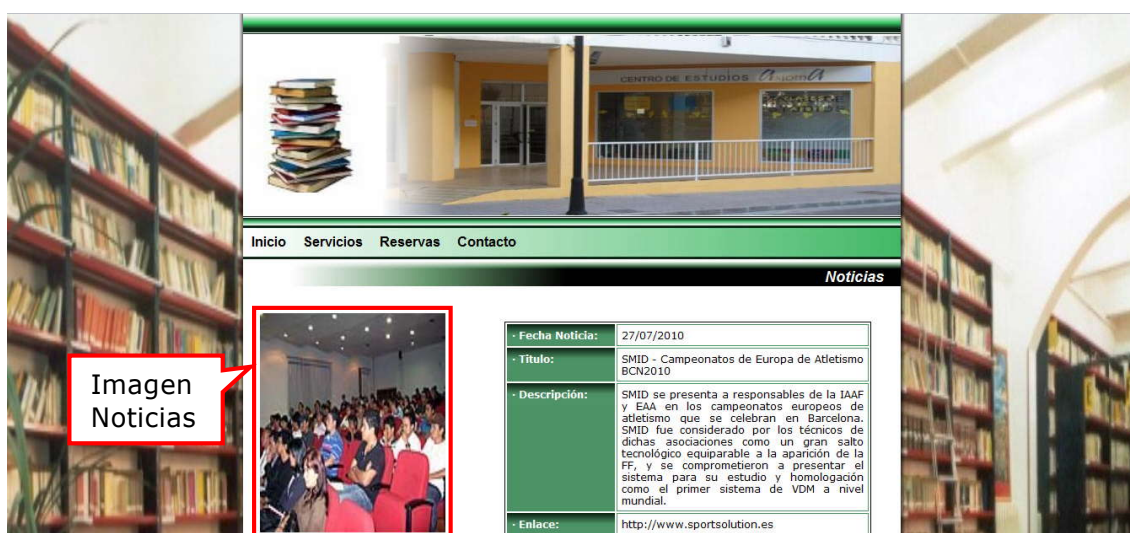 CENTRO DE ESTUDIOS
Inicio Servicios Reservas Contacto
Noticias
Imagen
Noticias
· Fecha Noticia: 27/07/2010
· Titulo: SMID - Campeonatos de Europa de Atletismo
BCN2010
· Descripción: SMID se presenta a responsables de la IAAF
y EAA en los campeonatos europeos de
atletismo que se celebran en Barcelona.
SMID fue considerado por los técnicos de
dichas asociaciones como un gran salto
tecnológico equiparable a la aparición de la
FF, y se comprometieron a presentar el
sistema para su estudio y homologación
como el primer sistema de VDM a nivel
mundial.
· Enlace: http://www.sportsolution.es